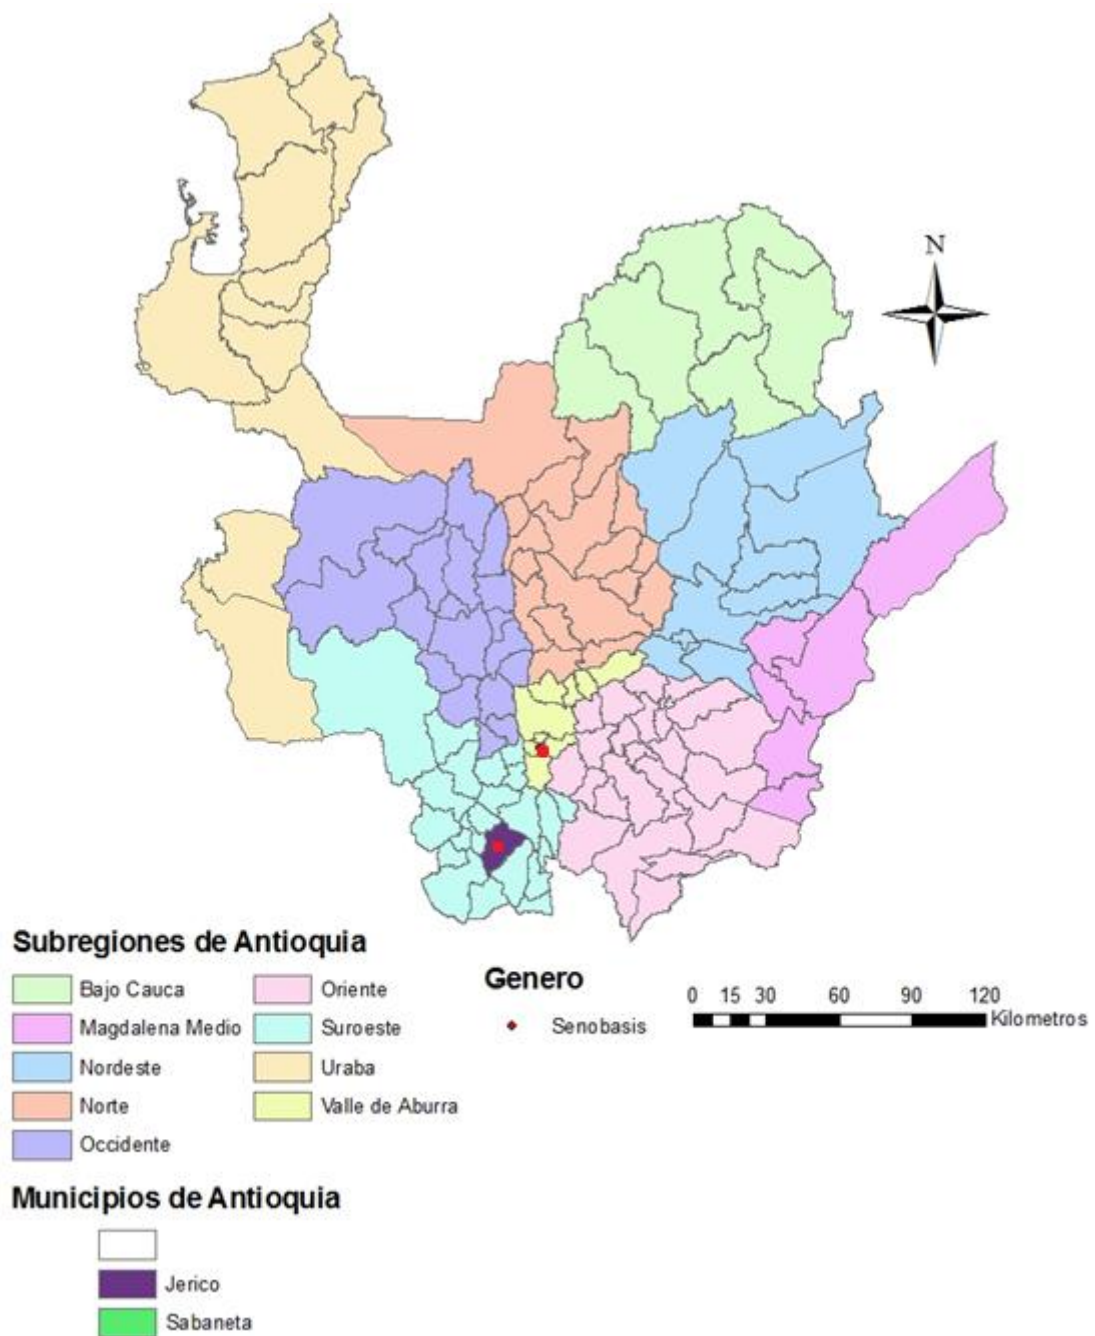 N
Subregiones de Antioquia
Bajo Cauca
Magdalena Medio
Nordeste
Norte
Occidente
Oriente
Suroeste
Uraba
Valle de Aburra
Genero
Senobasis
0 15 30 60 90 120
Kilometros
Municipios de Antioquia
Jerico
Sabaneta